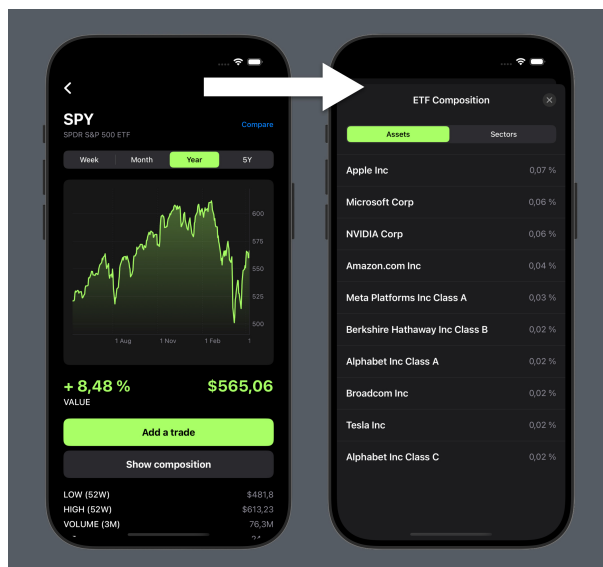 SPY
SPDR S&P 500 ETF
Compare
Week Month Year 5Y
600
575
550
525
500
1 Aug 1 Nov 1 Feb 1
+ 8,48 % $565,06
VALUE
Add a trade
Show composition
LOW (52W) $481,8
HIGH (52W) $613,23
VOLUME (3M) 76,3M
ETF Composition
Assets Sectors
Apple Inc 0,07 %
Microsoft Corp 0,06 %
NVIDIA Corp 0,06 %
Amazon.com Inc 0,04 %
Meta Platforms Inc Class A 0,03 %
Berkshire Hathaway Inc Class B 0,02 %
Alphabet Inc Class A 0,02 %
Broadcom Inc 0,02 %
Tesla Inc 0,02 %
Alphabet Inc Class C 0,02 %